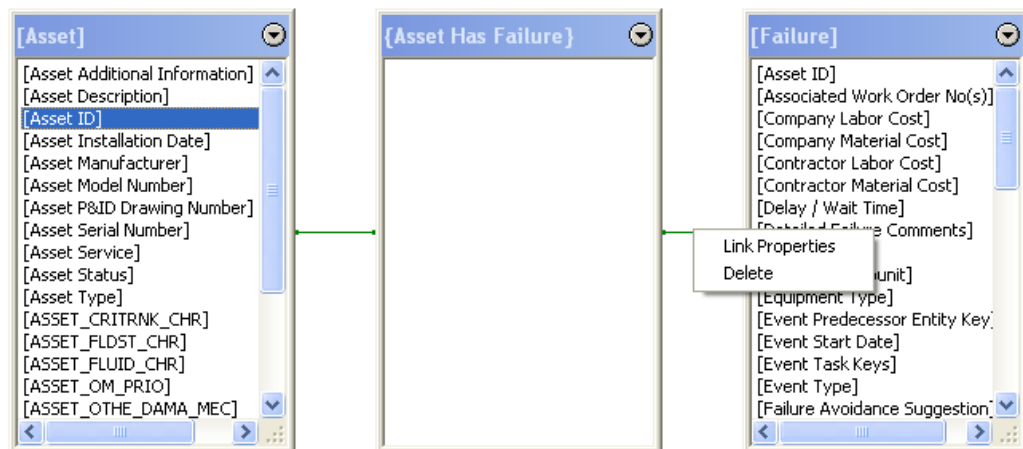 [Asset]
[Asset Additional Information]
[Asset Description]
[Asset ID]
[Asset Installation Date]
[Asset Manufacturer]
[Asset Model Number]
[Asset P&ID Drawing Number]
[Asset Serial Number]
[Asset Service]
[Asset Status]
[Asset Type]
[ASSET_CRITRNK_CHR]
[ASSET_FLDST_CHR]
[ASSET_FLUID_CHR]
[ASSET_OM_PRIO]
[ASSET_OTHE_DAMA_MEC]
{Asset Has Failure}
[Failure]
[Asset ID]
[Associated Work Order No(s)]
[Company Labor Cost]
[Company Material Cost]
[Contractor Labor Cost]
[Contractor Material Cost]
[Delay / Wait Time]
Comments]
[Equipment Type]
[Event Predecessor Entity Key]
[Event Start Date]
[Event Task Keys]
[Event Type]
[Failure Avoidance Suggestion]
Link Properties
Delete